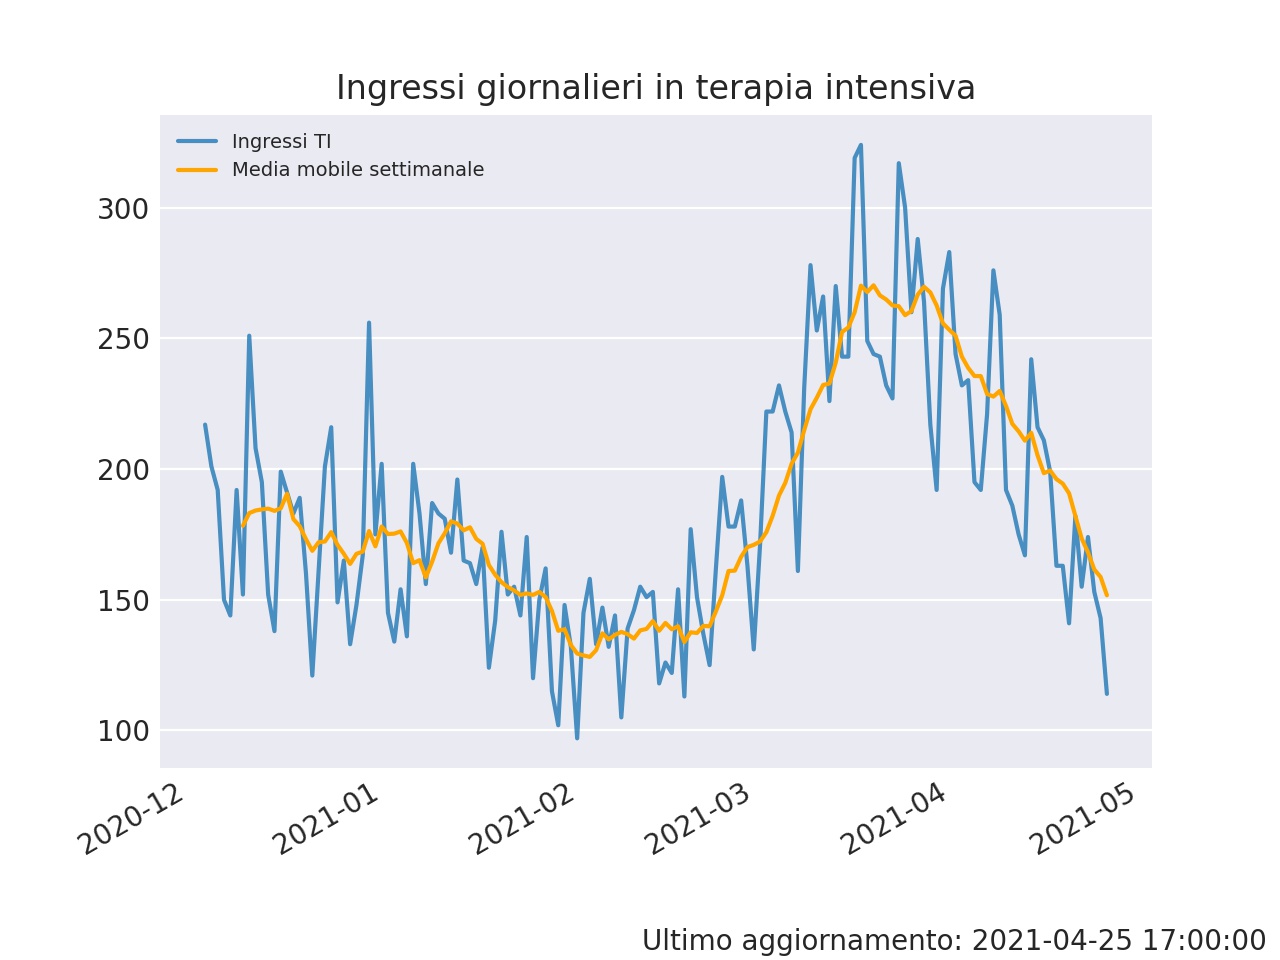 Ingressi giornalieri in terapia intensiva
Ingressi TI
Media mobile settimanale
300
250
200
150
100
2020-12
2021-01
2021-02
2021-03
2021-04
2021-05
Ultimo aggiornamento: 2021-04-25 17:00:00